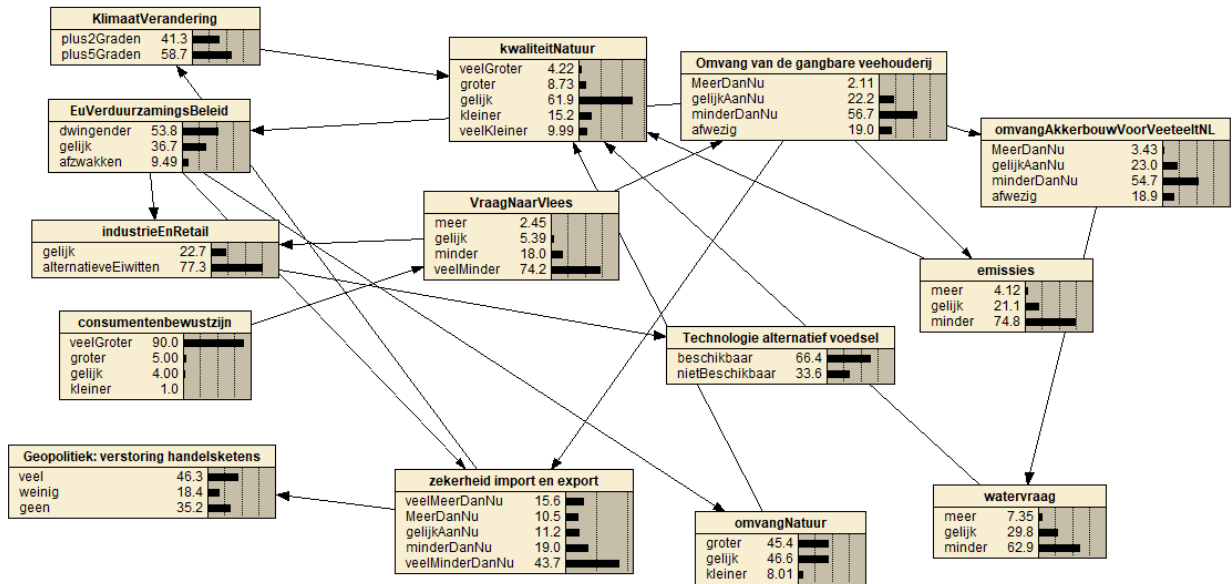 KlimaatVerandering
plus2Graden 41.3
plus5Graden 58.7
kwaliteitNatuur
veelGroter 4.22
groter 8.73
gelijk 61.9
kleiner 15.2
veelKleiner 9.99
Omvang van de gangbare veehouderij
MeerDanNu 2.11
gelijkAanNu 22.2
minderDanNu 56.7
afwezig 19.0
EuVerduurzamingsBeleid
dwingender 53.8
gelijk 36.7
afzwakken 9.49
omvangAkkerbouwVoorVeeteeltNL
MeerDanNu 3.43
gelijkAanNu 23.0
minderDanNu 54.7
afwezig 18.9
VraagNaarVlees
meer 2.45
gelijk 5.39
minder 18.0
veelMinder 74.2
industrieEnRetail
gelijk 22.7
alternatieveEiwitten 77.3
emissies
meer 4.12
gelijk 21.1
minder 74.8
consumentenbewustzijn
veelGroter 90.0
groter 5.00
gelijk 4.00
kleiner 1.0
Technologie alternatief voedsel
beschikbaar 66.4
nietBeschikbaar 33.6
Geopolitiek: verstoring handelsketens
veel 46.3
weinig 18.4
geen 35.2
zekerheid import en export
veelMeerDanNu 15.6
MeerDanNu 10.5
gelijkAanNu 11.2
minderDanNu 19.0
veelMinderDanNu 43.7
omvangNatuur
groter 45.4
gelijk 46.6
kleiner 8.01
watervraag
meer 7.35
gelijk 29.8
minder 62.9